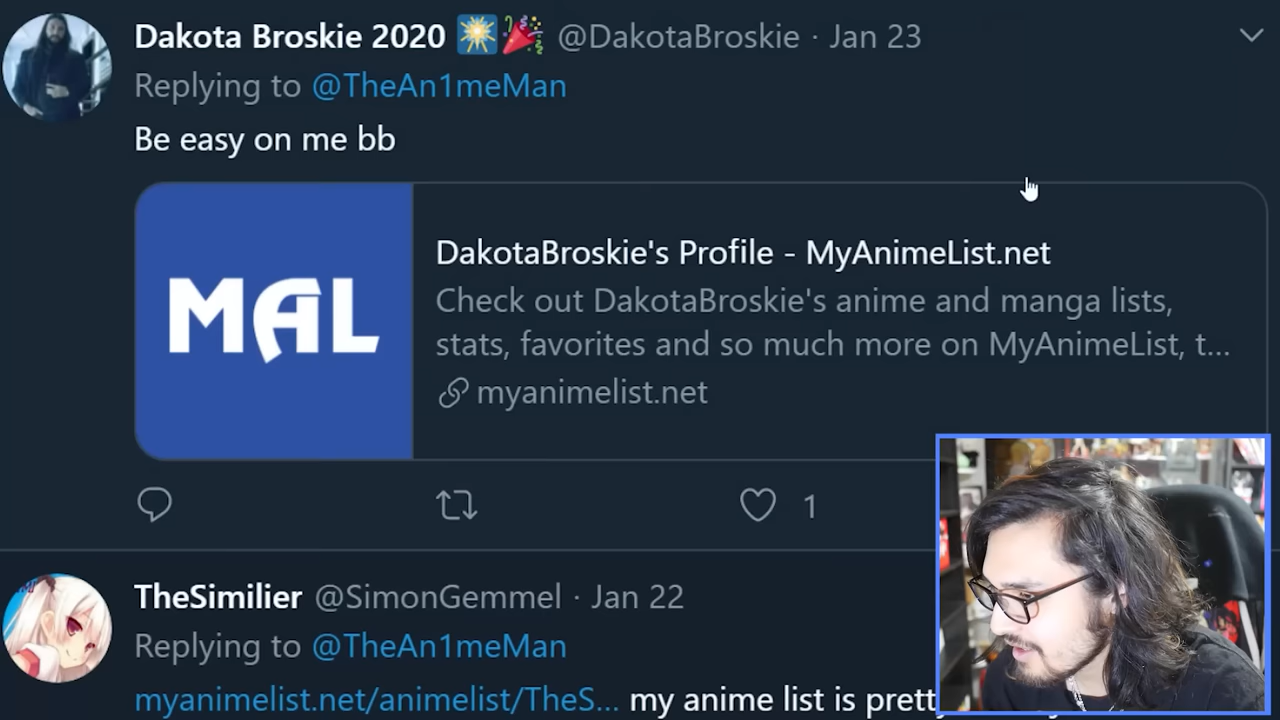 Dakota Broskie 2020 🎇🎉 @DakotaBroskie · Jan 23
Replying to @TheAn1meMan
Be easy on me bb
MAL
DakotaBroskie's Profile - MyAnimeList.net
Check out DakotaBroskie's anime and manga lists,
stats, favorites and so much more on MyAnimeList, t...
myanimelist.net
1
TheSimilier @SimonGemmel · Jan 22
Replying to @TheAn1meMan
myanimelist.net/animelist/TheS... my anime list is